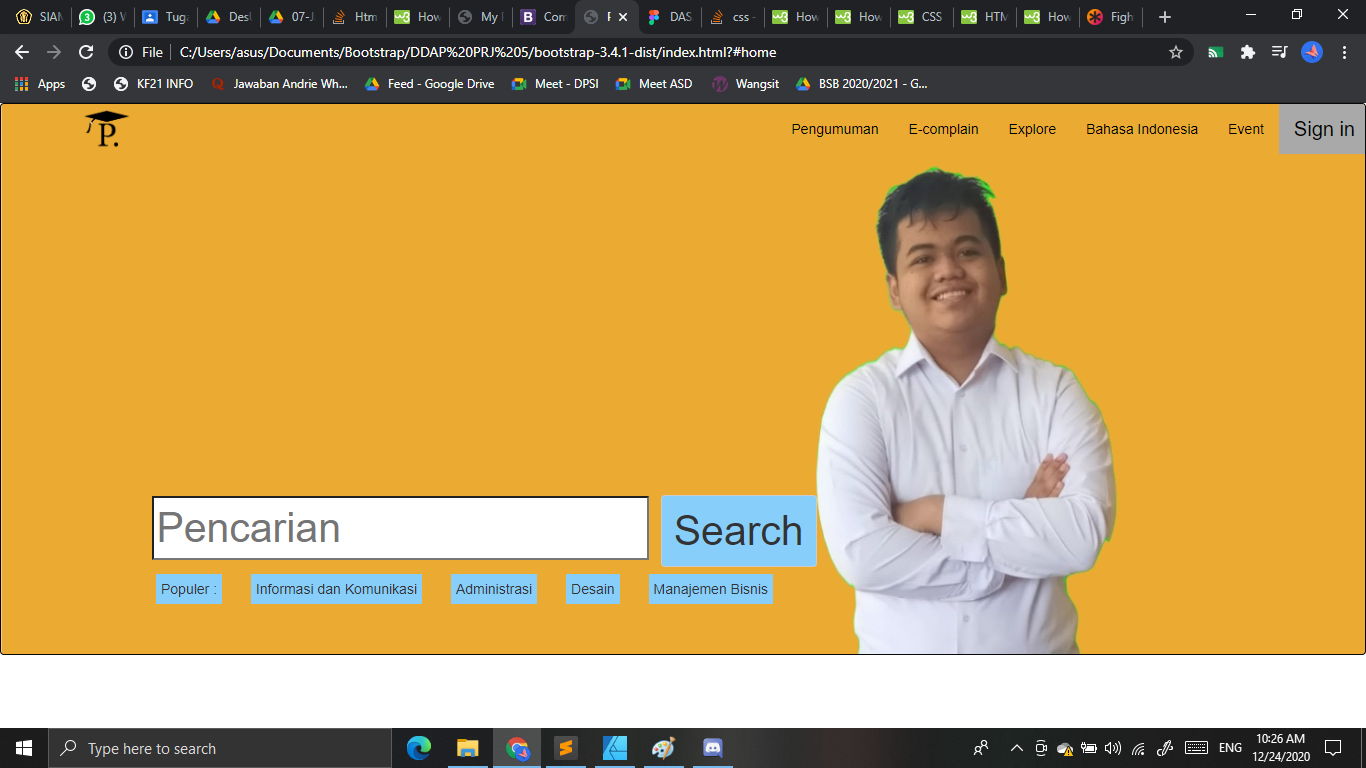 SIAM
(3) W
Tuga
Desl
07-J
Htm
How
My
Com
P
DAS
css -
How
How
CSS
HTM
How
Figh
File
C:/Users/asus/Documents/Bootstrap/DDAP%20PRJ%205/bootstrap-3.4.1-dist/index.html?#home
Apps
KF21 INFO
Jawaban Andrie Wh...
Feed - Google Drive
Meet - DPSI
Meet ASD
Wangsit
BSB 2020/2021 - G...
P.
Pengumuman
E-complain
Explore
Bahasa Indonesia
Event
Sign in
Pencarian
Search
Populer :
Informasi dan Komunikasi
Administrasi
Desain
Manajemen Bisnis
Type here to search
ENG
10:26 AM
12/24/2020